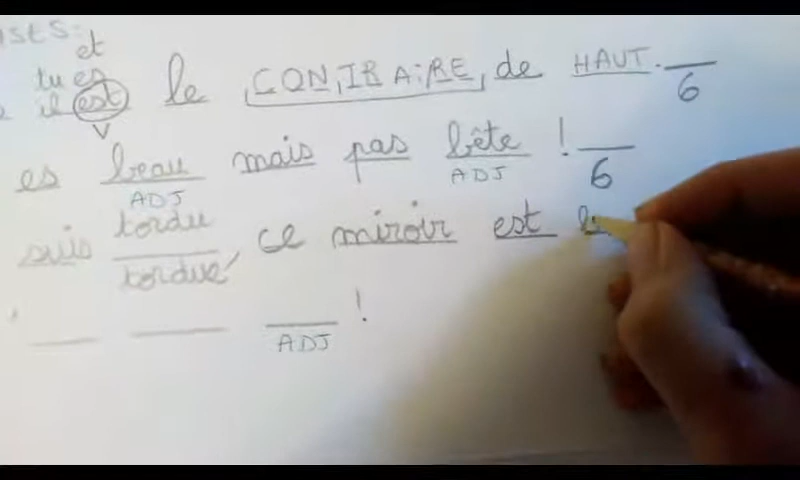 et
tu es
il est le CONTRAIRE de HAUT. 6
V
es beau mais pas bête ! 6
ADJ ADJ
suis tordu, ce miroir est
tordue
!
ADJ